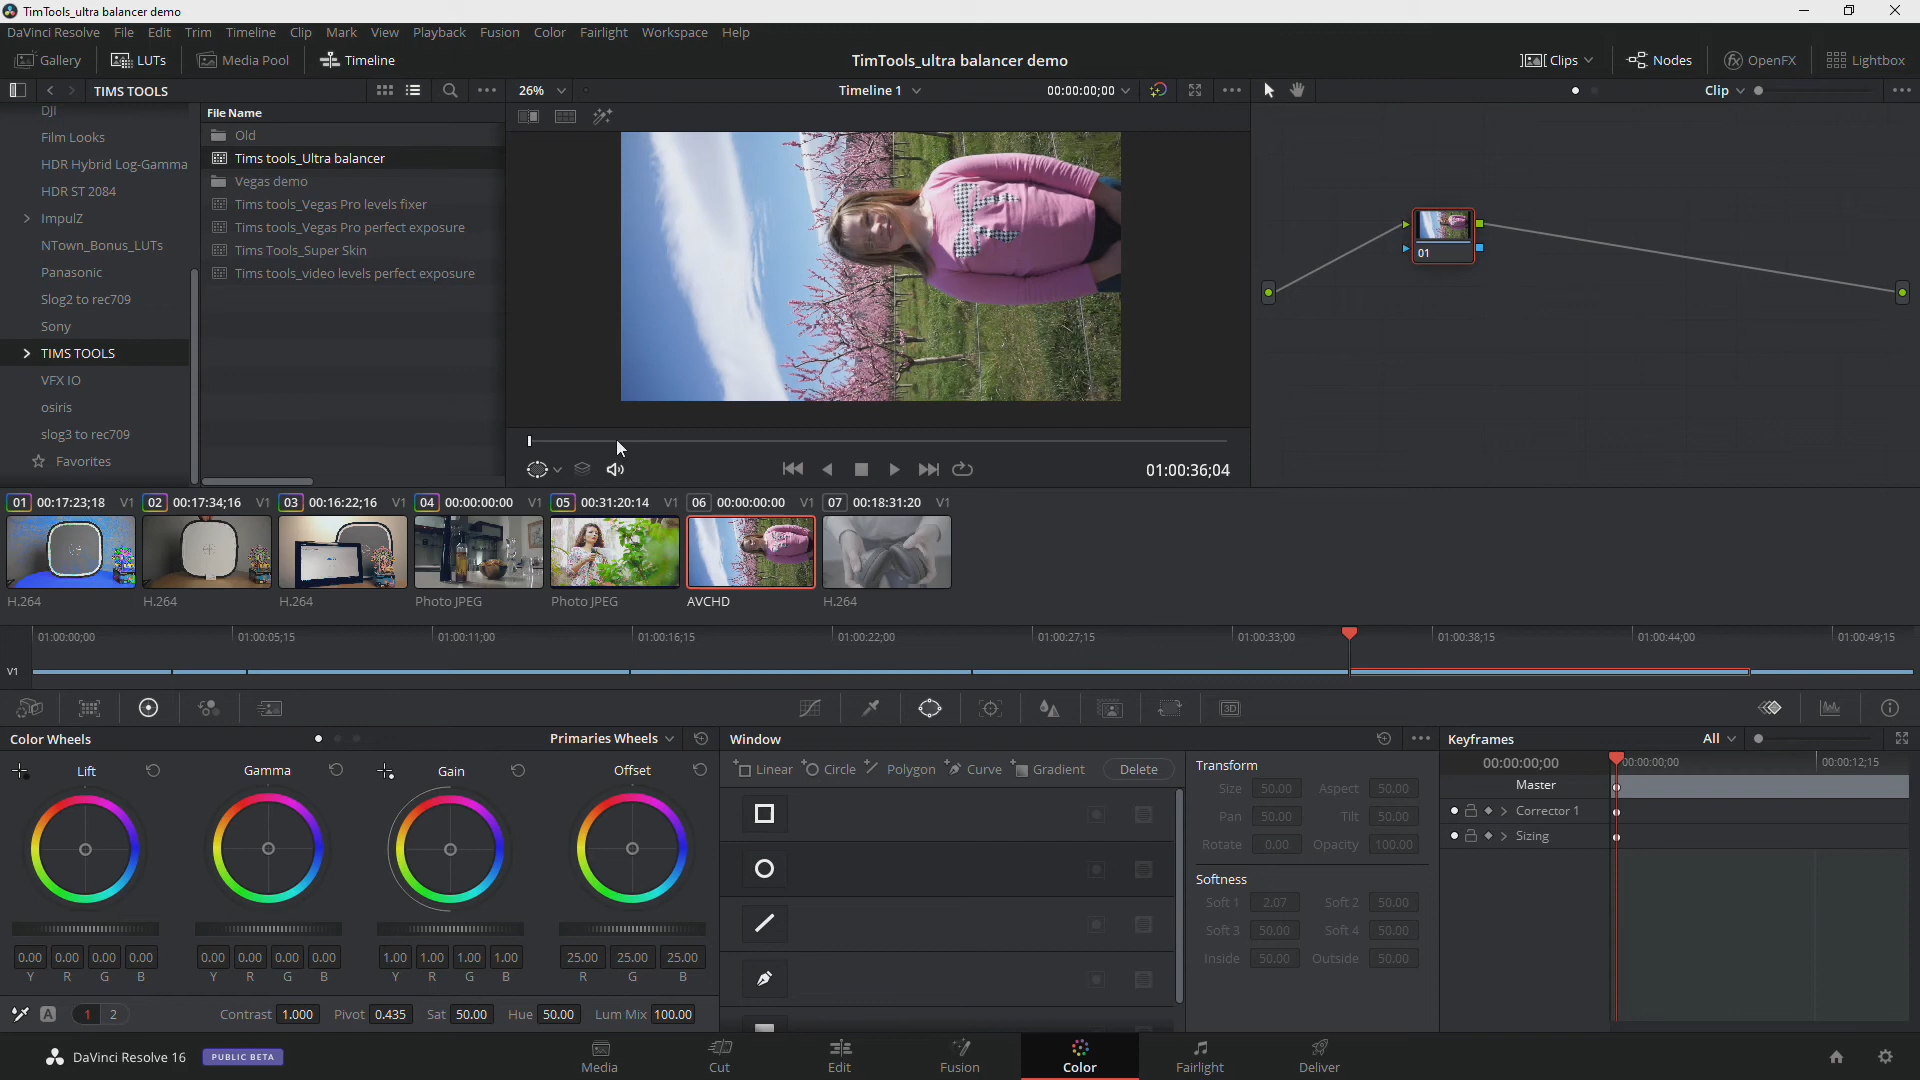 TimTools_ultra balancer demo
DaVinci Resolve File Edit Trim Timeline Clip Mark View Playback Fusion Color Fairlight Workspace Help
Gallery LUTs Media Pool Timeline TimTools_ultra balancer demo Clips Nodes OpenFX Lightbox
TIMS TOOLS 26% Timeline 1 00:00:00;00 Clip
DJI
Film Looks
HDR Hybrid Log-Gamma
HDR ST 2084
ImpulZ
NTown_Bonus_LUTs
Panasonic
Slog2 to rec709
Sony
TIMS TOOLS
VFX IO
osiris
slog3 to rec709
Favorites
File Name
Old
Tims tools_Ultra balancer
Vegas demo
Tims tools_Vegas Pro levels fixer
Tims tools_Vegas Pro perfect exposure
Tims Tools_Super Skin
Tims tools_video levels perfect exposure
01
01:00:36;04
01 00:17:23;18 V1 02 00:17:34;16 V1 03 00:16:22;16 V1 04 00:00:00:00 V1 05 00:31:20:14 V1 06 00:00:00:00 V1 07 00:18:31:20 V1
H.264 H.264 H.264 Photo JPEG Photo JPEG AVCHD H.264
01:00:00;00 01:00:05;15 01:00:11;00 01:00:16;15 01:00:22;00 01:00:27;15 01:00:33;00 01:00:38;15 01:00:44;00 01:00:49;15
V1
3D
Color Wheels Primaries Wheels
Lift Gamma Gain Offset
0.00 0.00 0.00 0.00 0.00 0.00 0.00 0.00 1.00 1.00 1.00 1.00 25.00 25.00 25.00
Y R G B Y R G B Y R G B R G B
A 1 2 Contrast 1.000 Pivot 0.435 Sat 50.00 Hue 50.00 Lum Mix 100.00
Window
Linear Circle Polygon Curve Gradient Delete
Transform
Size 50.00 Aspect 50.00
Pan 50.00 Tilt 50.00
Rotate 0.00 Opacity 100.00
Softness
Soft 1 2.07 Soft 2 50.00
Soft 3 50.00 Soft 4 50.00
Inside 50.00 Outside 50.00
Keyframes All
00:00:00;00 00:00:00;00 00:00:12;15
Master
Corrector 1
Sizing
DaVinci Resolve 16 PUBLIC BETA
Media Cut Edit Fusion Color Fairlight Deliver